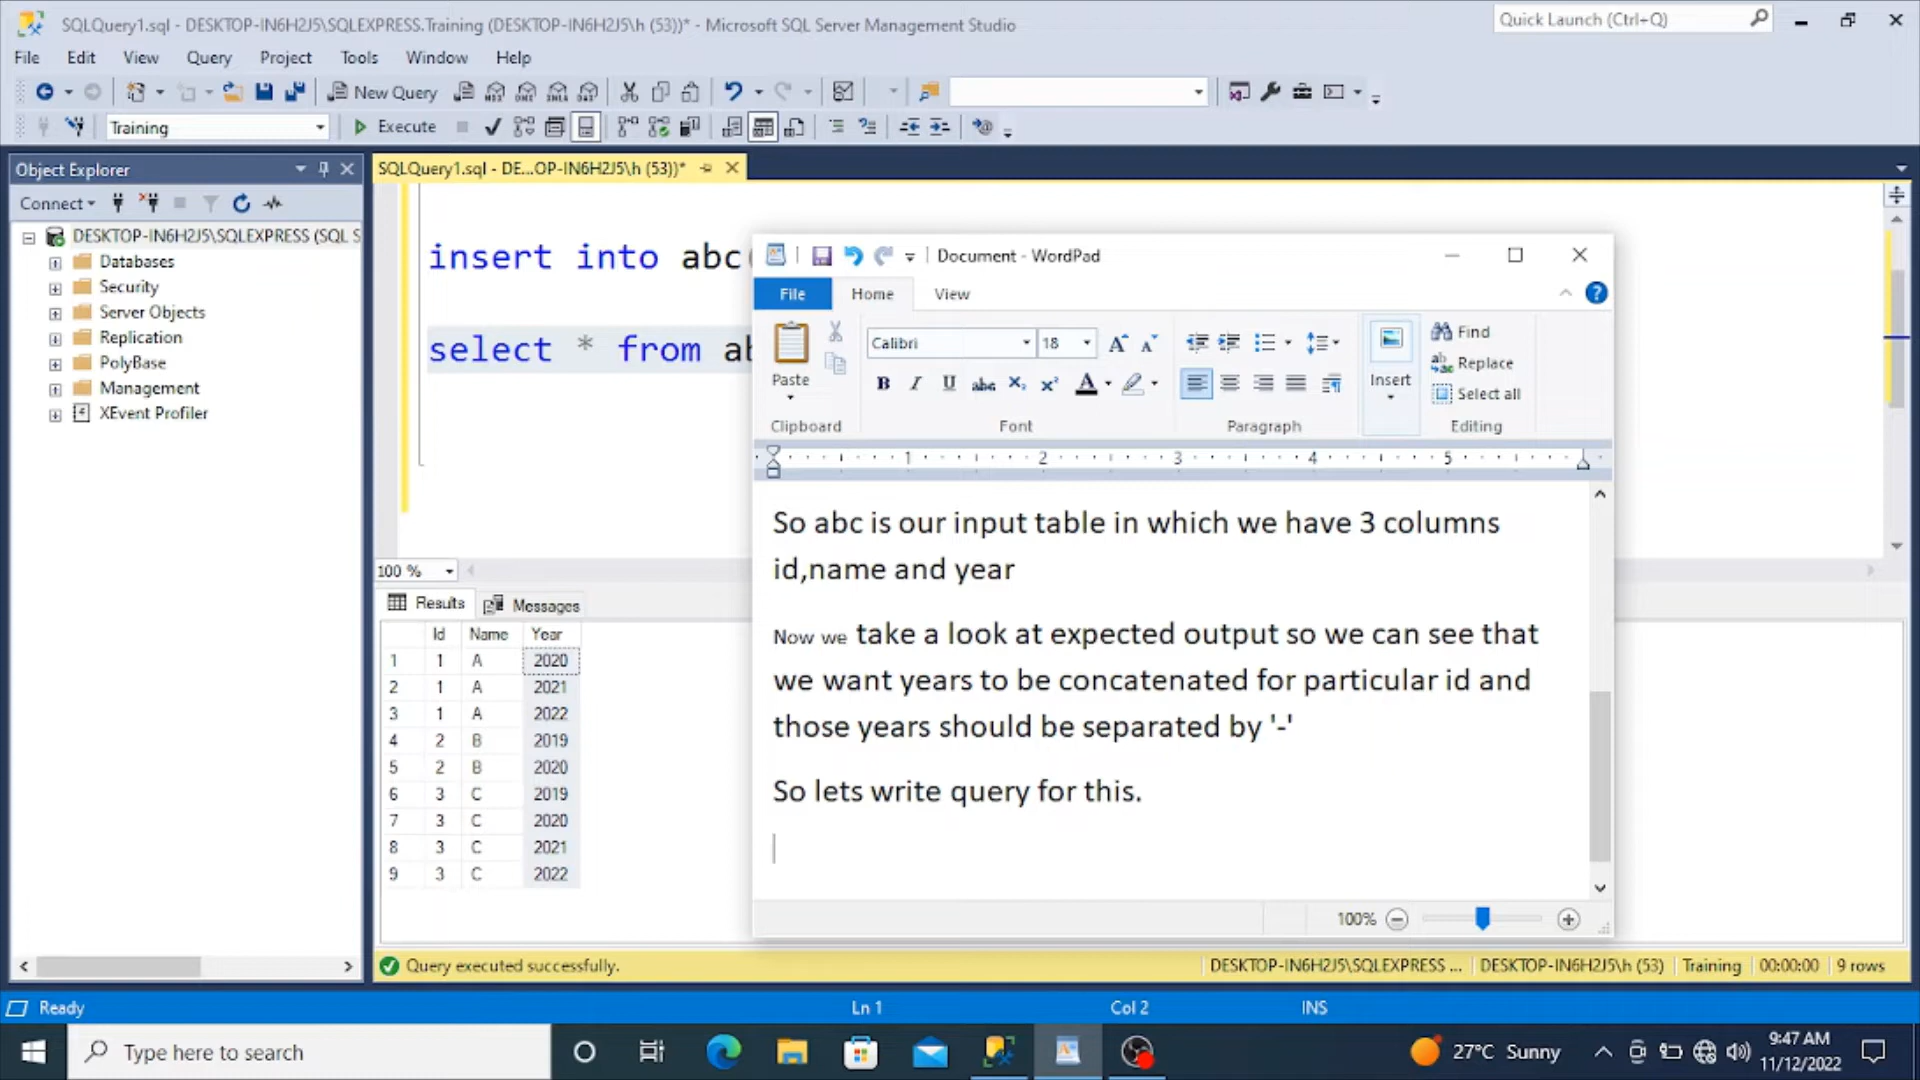 SQLQuery1.sql - DESKTOP-IN6H2J5\SQLEXPRESS.Training (DESKTOP-IN6H2J5\h (53))* - Microsoft SQL Server Management Studio
Quick Launch (Ctrl+Q)
File Edit View Query Project Tools Window Help
New Query
Training
Execute
Object Explorer
SQLQuery1.sql - DE...OP-IN6H2J5\h (53))*
Connect
DESKTOP-IN6H2J5\SQLEXPRESS (SQL S
Databases
Security
Server Objects
Replication
PolyBase
Management
XEvent Profiler
insert into abc(
select * from ab
Document - WordPad
File Home View
Paste
Clipboard
Calibri 18
Font
Paragraph
Insert
Find
Replace
Select all
Editing
1 2 3 4 5
So abc is our input table in which we have 3 columns
id,name and year
Now we take a look at expected output so we can see that
we want years to be concatenated for particular id and
those years should be separated by '-'
So lets write query for this.
100%
100 %
Results Messages
Id Name Year
1 1 A 2020
2 1 A 2021
3 1 A 2022
4 2 B 2019
5 2 B 2020
6 3 C 2019
7 3 C 2020
8 3 C 2021
9 3 C 2022
Query executed successfully.
DESKTOP-IN6H2J5\SQLEXPRESS ... DESKTOP-IN6H2J5\h (53) Training 00:00:00 9 rows
Ready Ln 1 Col 2 INS
Type here to search
27°C Sunny
9:47 AM
11/12/2022